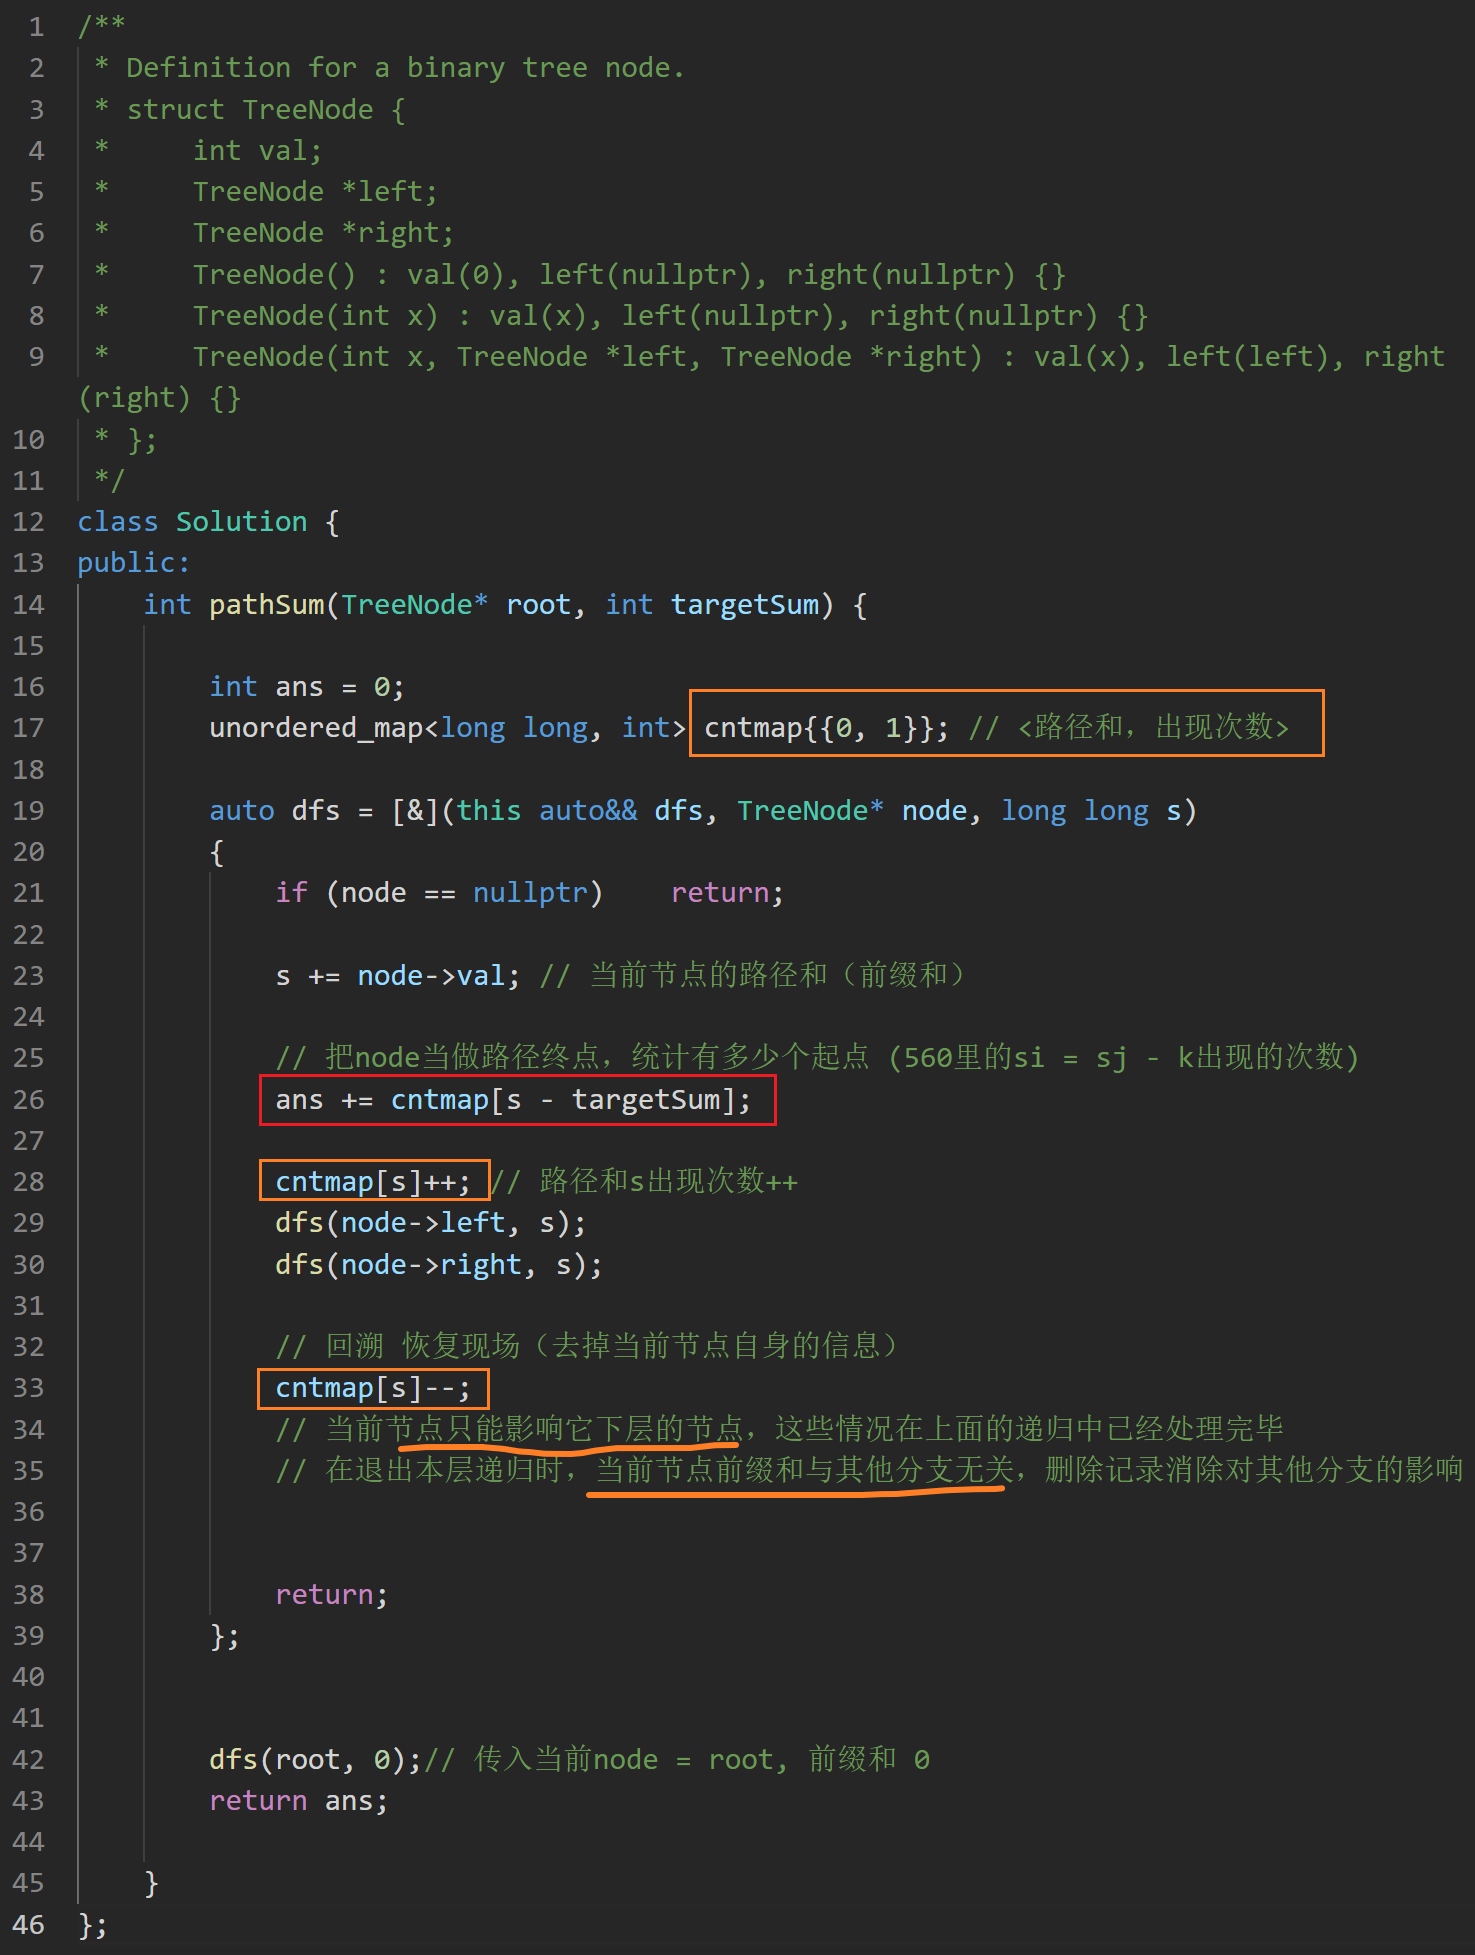 1 /**
2 * Definition for a binary tree node.
3 * struct TreeNode {
4 *     int val;
5 *     TreeNode *left;
6 *     TreeNode *right;
7 *     TreeNode() : val(0), left(nullptr), right(nullptr) {}
8 *     TreeNode(int x) : val(x), left(nullptr), right(nullptr) {}
9 *     TreeNode(int x, TreeNode *left, TreeNode *right) : val(x), left(left), right
(right) {}
10 * };
11 */
12 class Solution {
13 public:
14     int pathSum(TreeNode* root, int targetSum) {
15
16         int ans = 0;
17         unordered_map<long long, int> cntmap{{0, 1}}; // <路径和，出现次数>
18
19         auto dfs = [&](this auto&& dfs, TreeNode* node, long long s)
20         {
21             if (node == nullptr)    return;
22
23             s += node->val; // 当前节点的路径和（前缀和）
24
25             // 把node当做路径终点，统计有多少个起点 (560里的si = sj - k出现的次数)
26             ans += cntmap[s - targetSum];
27
28             cntmap[s]++; // 路径和s出现次数++
29             dfs(node->left, s);
30             dfs(node->right, s);
31
32             // 回溯 恢复现场（去掉当前节点自身的信息）
33             cntmap[s]--;
34             // 当前节点只能影响它下层的节点，这些情况在上面的递归中已经处理完毕
35             // 在退出本层递归时，当前节点前缀和与其他分支无关，删除记录消除对其他分支的影响
36
37
38             return;
39         };
40
41
42         dfs(root, 0);// 传入当前node = root, 前缀和 0
43         return ans;
44
45     }
46 };